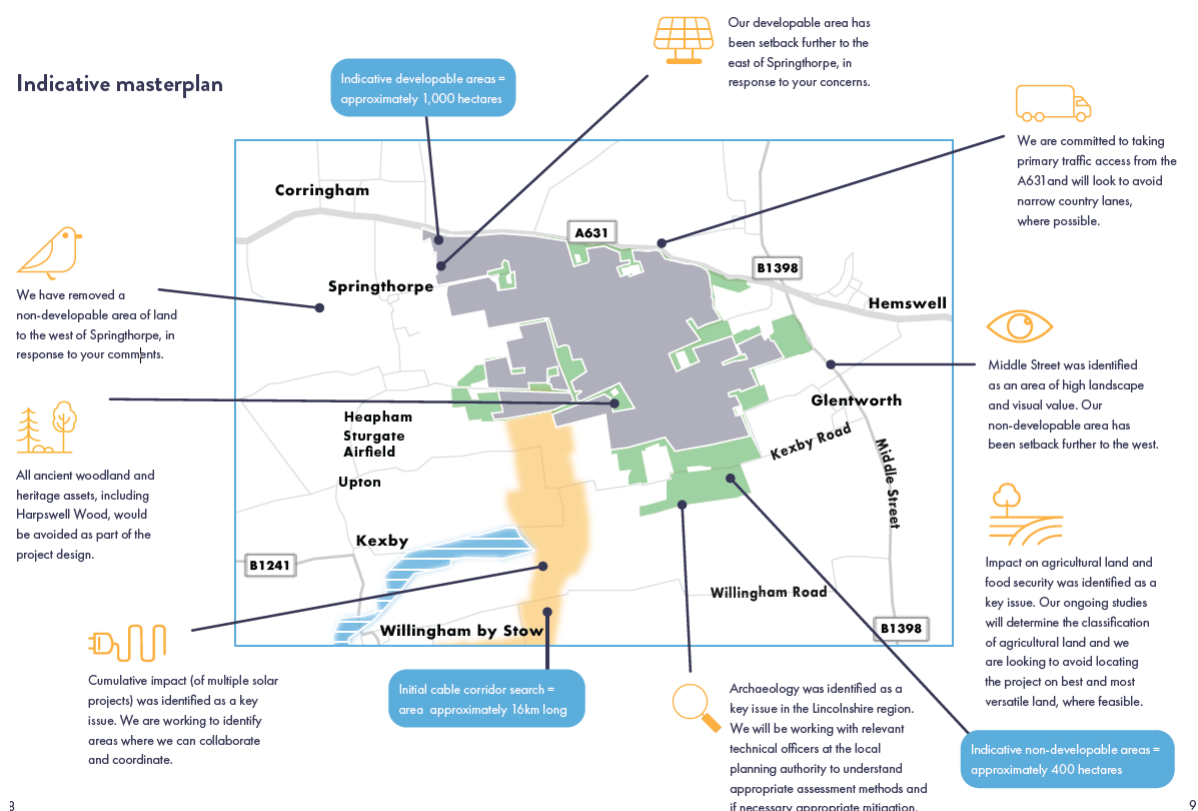 Indicative masterplan
Indicative developable areas =
approximately 1,000 hectares
Our developable area has
been setback further to the
east of Springthorpe, in
response to your concerns.
We are committed to taking
primary traffic access from the
A631and will look to avoid
narrow country lanes,
where possible.
We have removed a
non-developable area of land
to the west of Springthorpe, in
response to your comments.
Corringham
A631
B1398
Springthorpe
Hemswell
Glentworth
Heapham
Sturgate
Airfield
Kexby Road
Middle Street
Upton
Kexby
B1241
Willingham Road
Willingham by Stow
B1398
Middle Street was identified
as an area of high landscape
and visual value. Our
non-developable area has
been setback further to the west.
All ancient woodland and
heritage assets, including
Harpswell Wood, would
be avoided as part of the
project design.
Impact on agricultural land and
food security was identified as a
key issue. Our ongoing studies
will determine the classification
of agricultural land and we
are looking to avoid locating
the project on best and most
versatile land, where feasible.
Cumulative impact (of multiple solar
projects) was identified as a key
issue. We are working to identify
areas where we can collaborate
and coordinate.
Initial cable corridor search =
area approximately 16km long
Archaeology was identified as a
key issue in the Lincolnshire region.
We will be working with relevant
technical officers at the local
planning authority to understand
appropriate assessment methods and
if necessary appropriate mitigation.
Indicative non-developable areas =
approximately 400 hectares
8
9